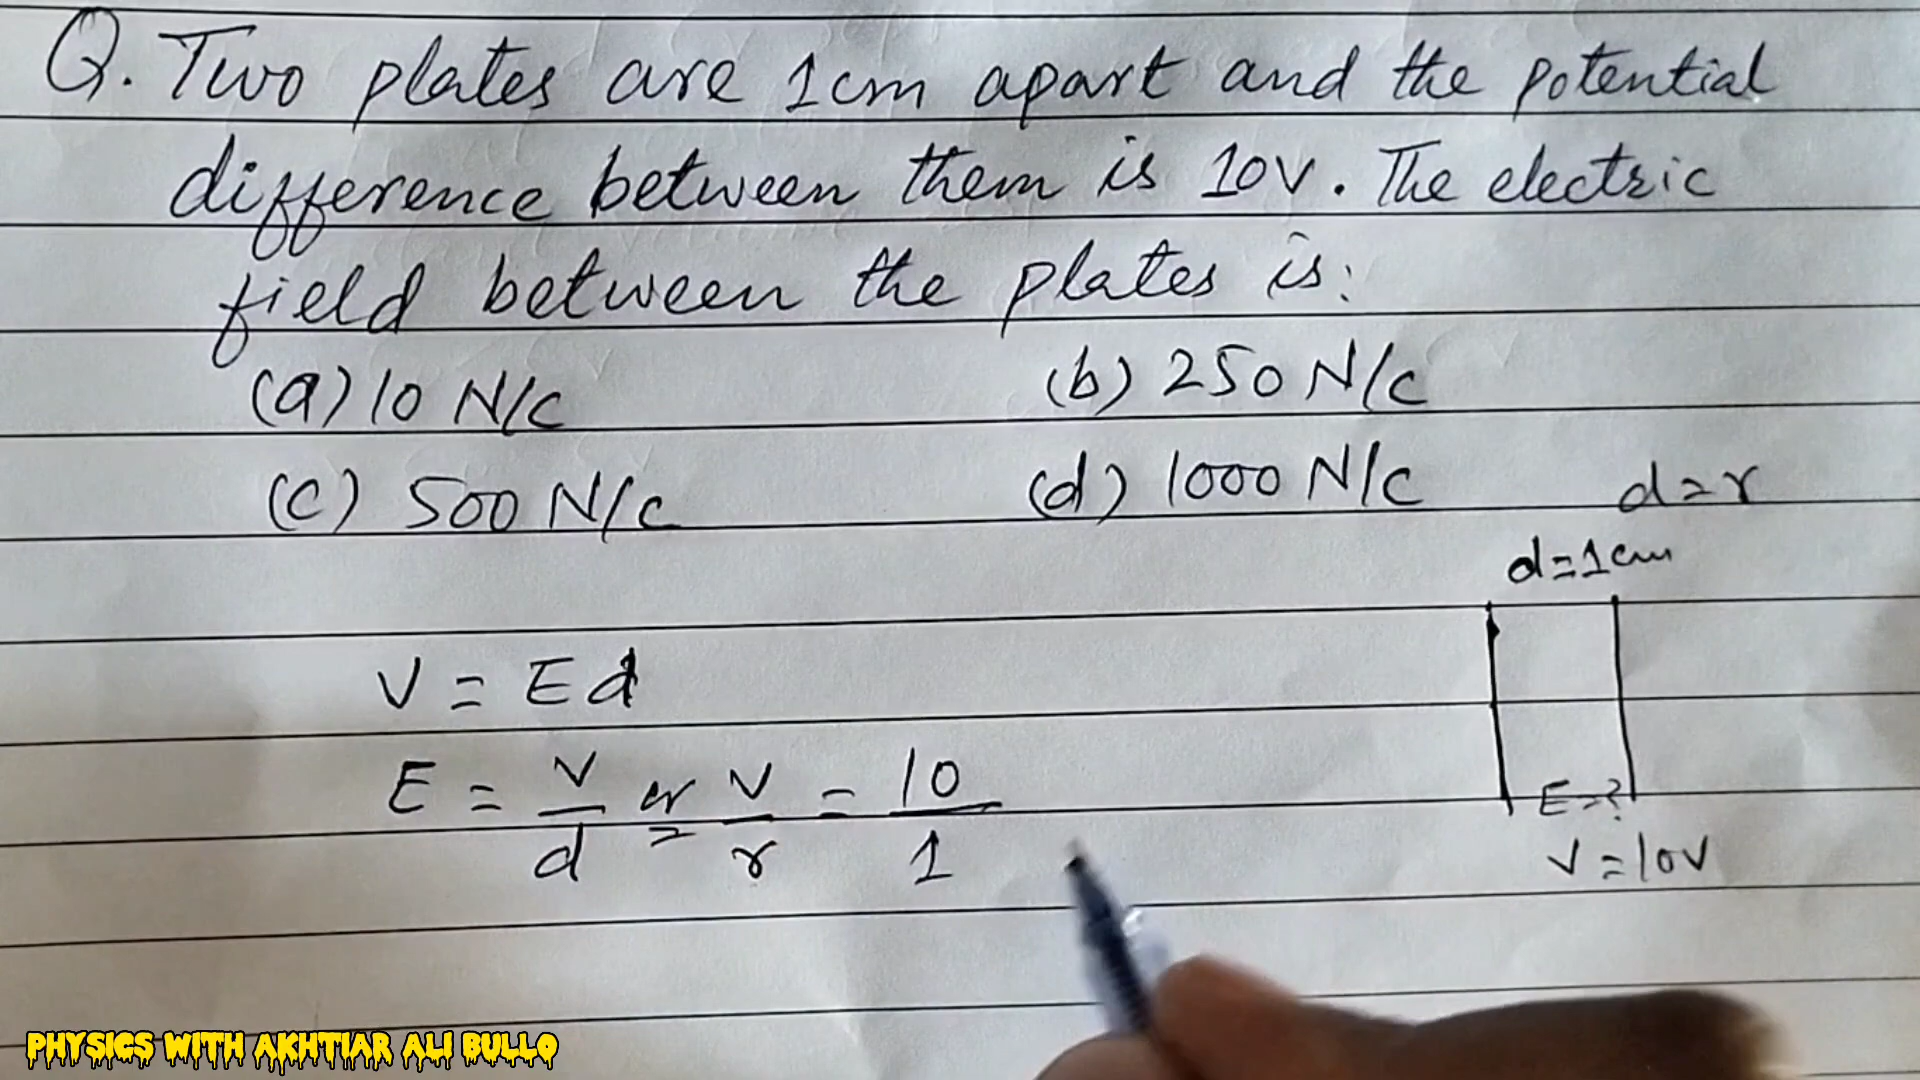 Q. Two plates are 1cm apart and the potential
difference between them is 10V. The electric
field between the plates is:
(a) 10 N/C
(b) 250 N/C
(c) 500 N/C
(d) 1000 N/C
d=r
d=1cm
V = Ed
E = V/d or = V/r = 10/1
E=?
V=10V
PHYSICS WITH AKHTIAR ALI BULLO